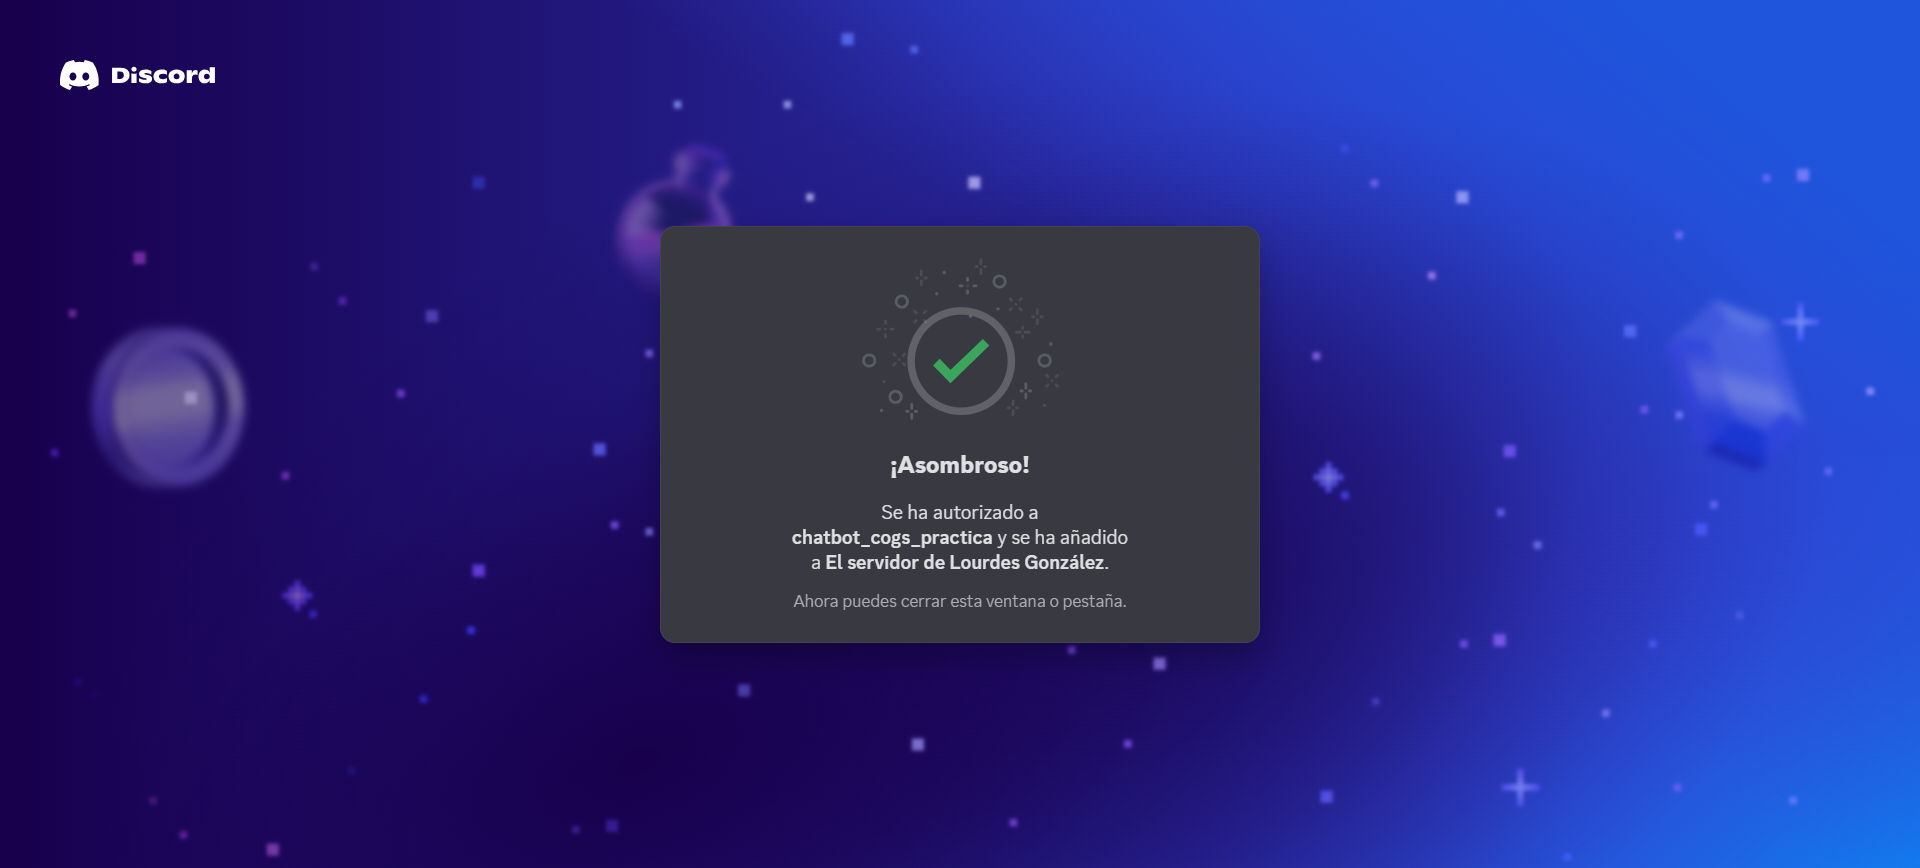 Discord
¡Asombroso!
Se ha autorizado a
chatbot_cogs_practica y se ha añadido
a El servidor de Lourdes González.
Ahora puedes cerrar esta ventana o pestaña.